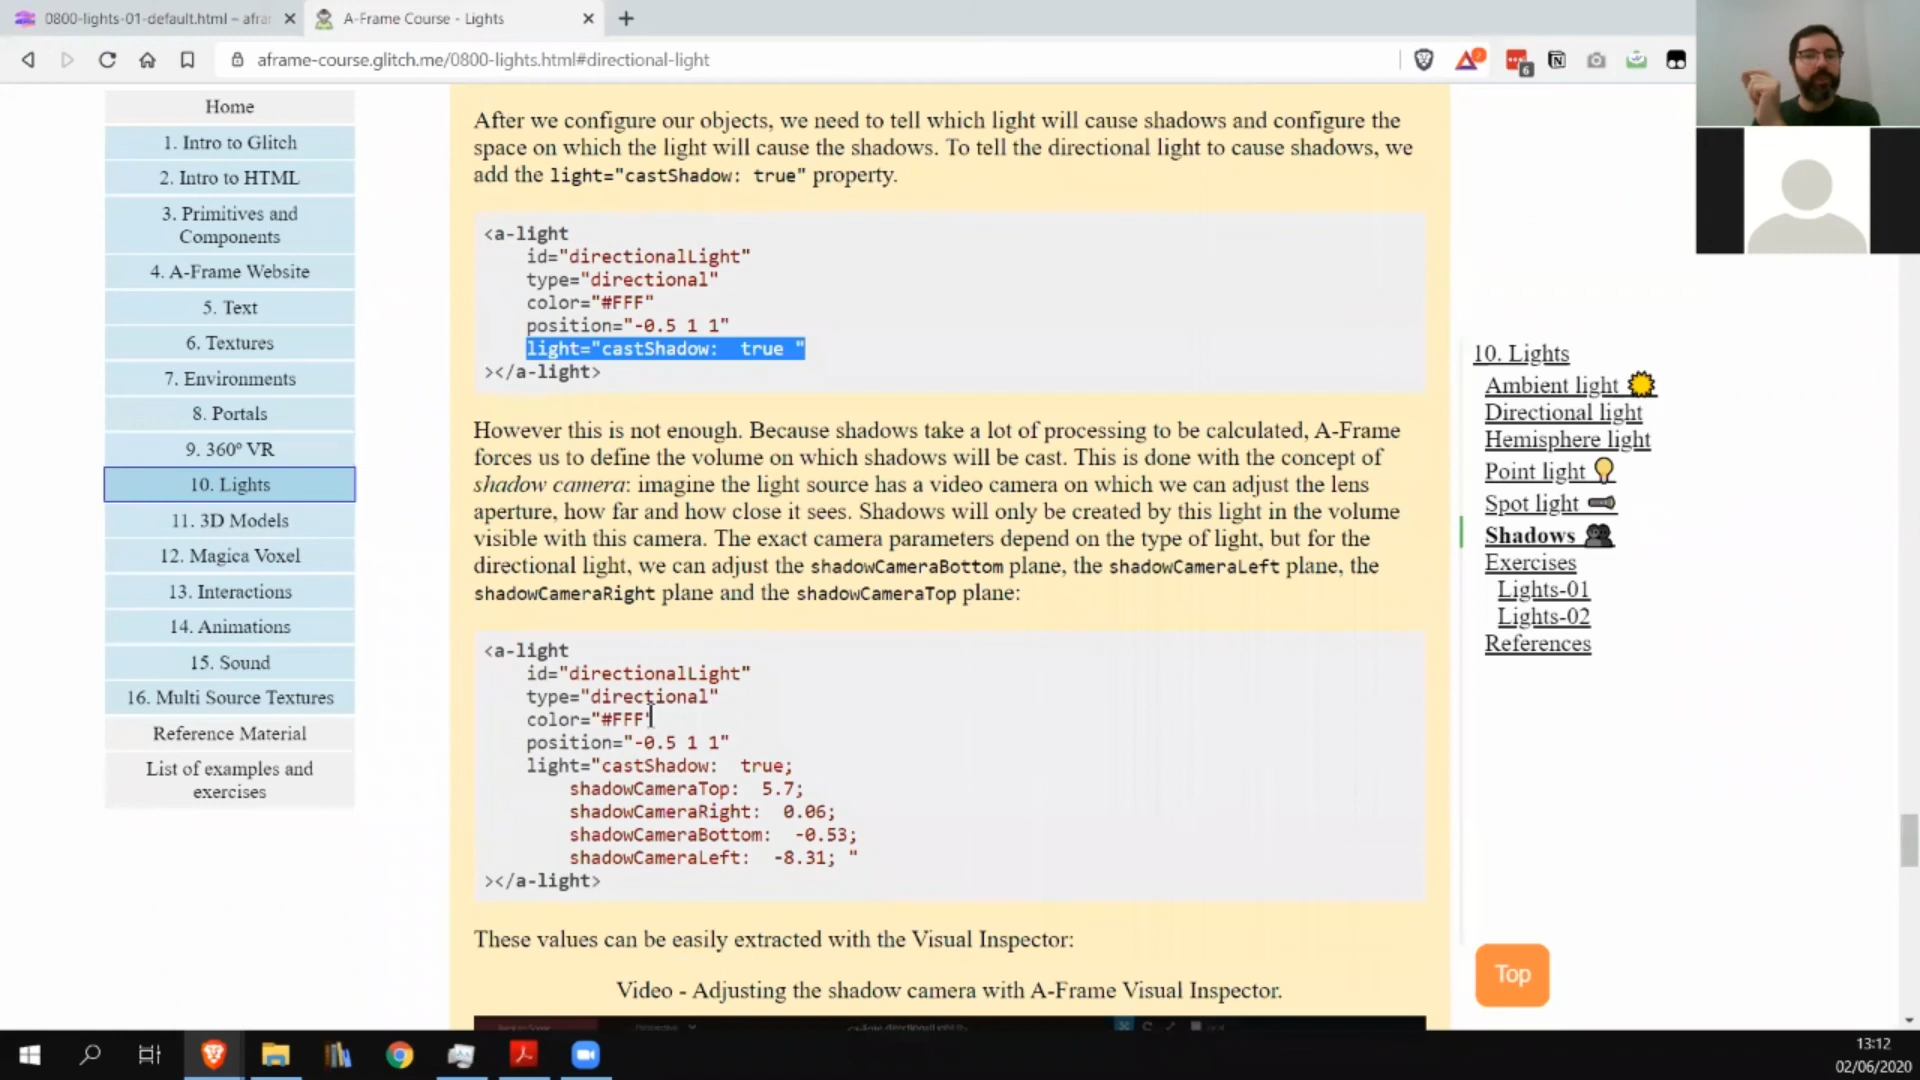 0800-lights-01-default.html – afra
A-Frame Course - Lights
aframe-course.glitch.me/0800-lights.html#directional-light
2
6
Home
1. Intro to Glitch
2. Intro to HTML
3. Primitives and
Components
4. A-Frame Website
5. Text
6. Textures
7. Environments
8. Portals
9. 360º VR
10. Lights
11. 3D Models
12. Magica Voxel
13. Interactions
14. Animations
15. Sound
16. Multi Source Textures
Reference Material
List of examples and
exercises
After we configure our objects, we need to tell which light will cause shadows and configure the
space on which the light will cause the shadows. To tell the directional light to cause shadows, we
add the light="castShadow: true" property.
<a-light
id="directionalLight"
type="directional"
color="#FFF"
position="-0.5 1 1"
light="castShadow:  true "
></a-light>
However this is not enough. Because shadows take a lot of processing to be calculated, A-Frame
forces us to define the volume on which shadows will be cast. This is done with the concept of
shadow camera: imagine the light source has a video camera on which we can adjust the lens
aperture, how far and how close it sees. Shadows will only be created by this light in the volume
visible with this camera. The exact camera parameters depend on the type of light, but for the
directional light, we can adjust the shadowCameraBottom plane, the shadowCameraLeft plane, the
shadowCameraRight plane and the shadowCameraTop plane:
<a-light
id="directionalLight"
type="directional"
color="#FFF"
position="-0.5 1 1"
light="castShadow:  true;
shadowCameraTop:  5.7;
shadowCameraRight:  0.06;
shadowCameraBottom:  -0.53;
shadowCameraLeft:  -8.31; "
></a-light>
These values can be easily extracted with the Visual Inspector:
Video - Adjusting the shadow camera with A-Frame Visual Inspector.
Perspective
10. Lights
Ambient light
Directional light
Hemisphere light
Point light
Spot light
Shadows
Exercises
Lights-01
Lights-02
References
Top
13:12
02/06/2020